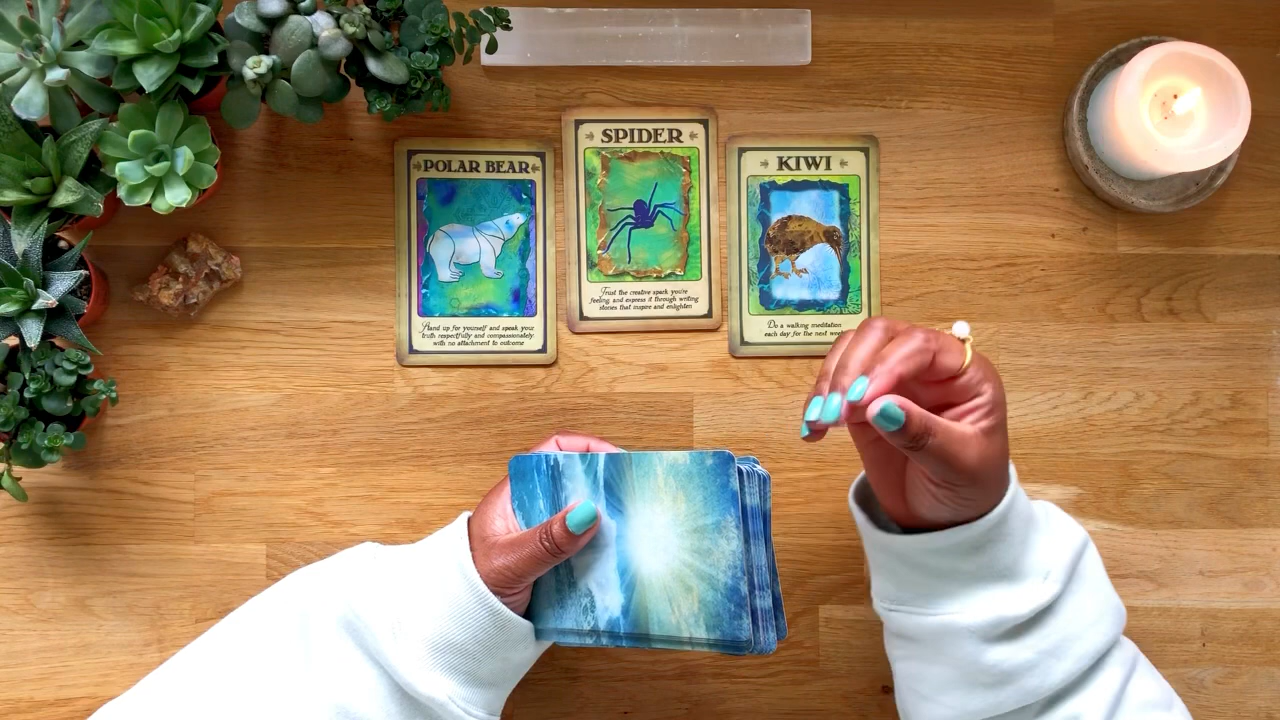 POLAR BEAR
Stand up for yourself and speak your
truth respectfully and compassionately,
with no attachment to outcome
SPIDER
Trust the creative spark you're
feeling, and express it through writing
stories that inspire and enlighten
KIWI
Do a walking meditation
each day for the next week